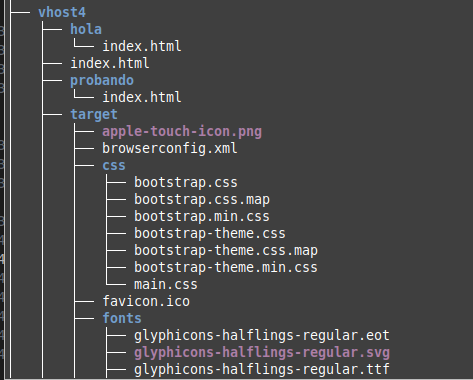 vhost4
hola
index.html
index.html
probando
index.html
target
apple-touch-icon.png
browserconfig.xml
css
bootstrap.css
bootstrap.css.map
bootstrap.min.css
bootstrap-theme.css
bootstrap-theme.css.map
bootstrap-theme.min.css
main.css
favicon.ico
fonts
glyphicons-halflings-regular.eot
glyphicons-halflings-regular.svg
glyphicons-halflings-regular.ttf